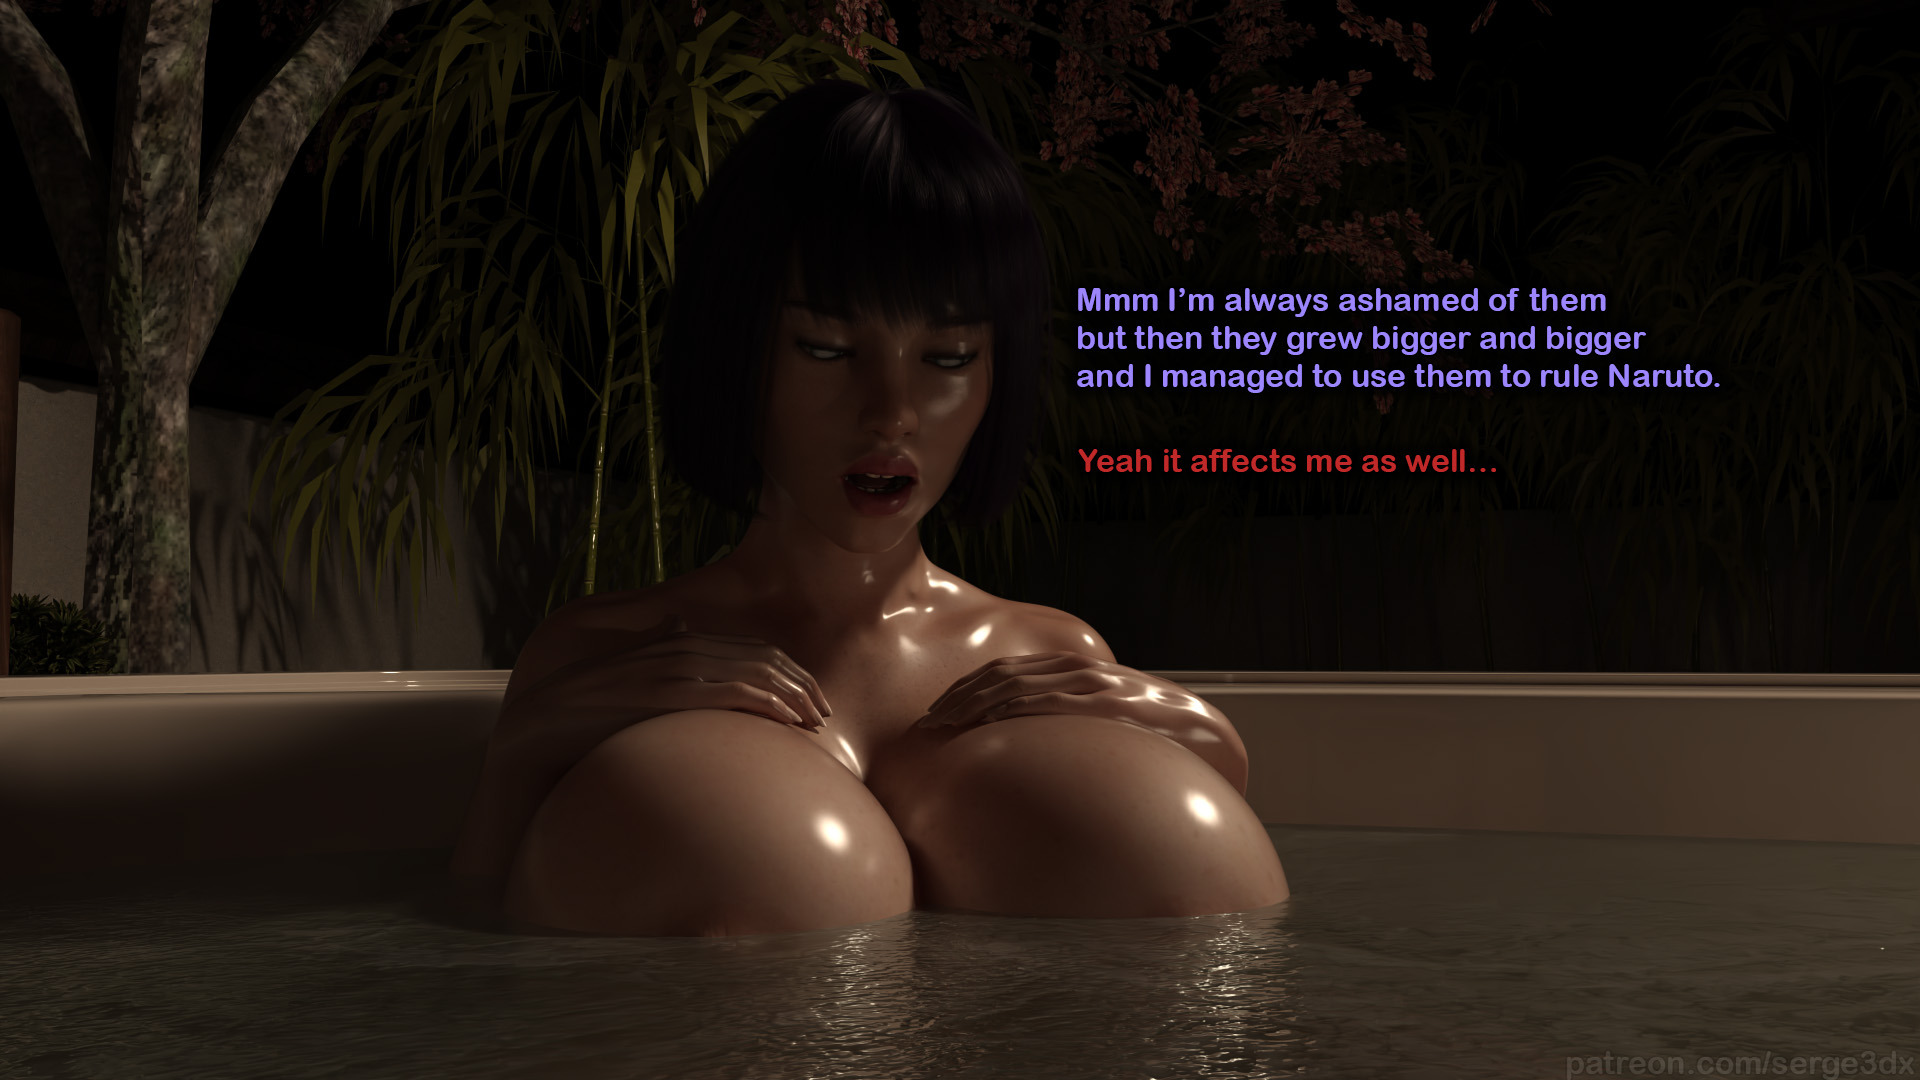 Mmm I’m always ashamed of them
but then they grew bigger and bigger
and I managed to use them to rule Naruto.
Yeah it affects me as well…
patreon.com/serge3dx